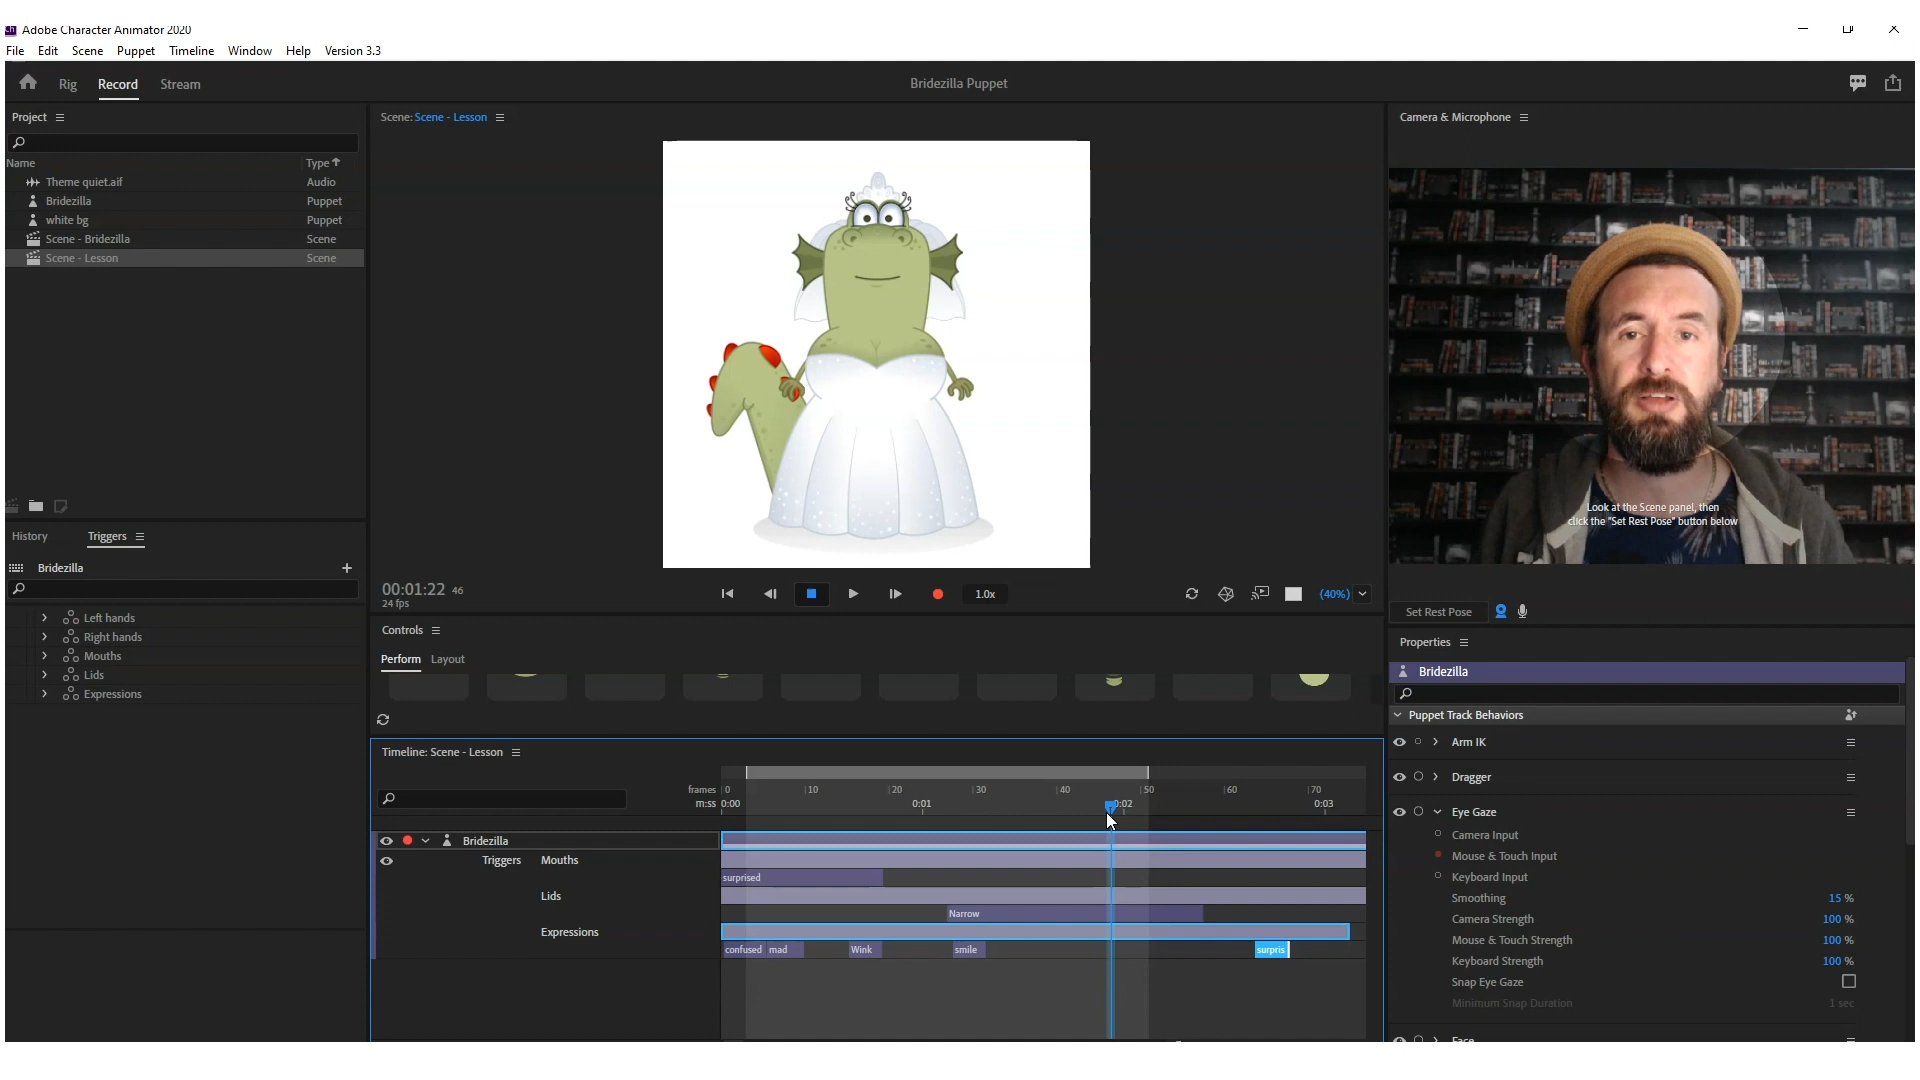 Ch Adobe Character Animator 2020
File Edit Scene Puppet Timeline Window Help Version 3.3
Rig Record Stream
Bridezilla Puppet
Project
Name Type
Theme quiet.aif Audio
Bridezilla Puppet
white bg Puppet
Scene - Bridezilla Scene
Scene - Lesson Scene
History Triggers
Bridezilla +
Left hands
Right hands
Mouths
Lids
Expressions
Scene: Scene - Lesson
00:01:22 46
24 fps
1.0x
(40%)
Controls
Perform Layout
Timeline: Scene - Lesson
frames 0 10 20 30 40 50 60 70
m:ss 0:00 0:01 0:02 0:03
Bridezilla
Triggers Mouths
surprised
Lids
Narrow
Expressions
confused mad Wink smile surpris
Camera & Microphone
Look at the Scene panel, then
click the "Set Rest Pose" button below
Set Rest Pose
Properties
Bridezilla
Puppet Track Behaviors
Arm IK
Dragger
Eye Gaze
Camera Input
Mouse & Touch Input
Keyboard Input
Smoothing 15 %
Camera Strength 100 %
Mouse & Touch Strength 100 %
Keyboard Strength 100 %
Snap Eye Gaze
Minimum Snap Duration 1 sec
Face